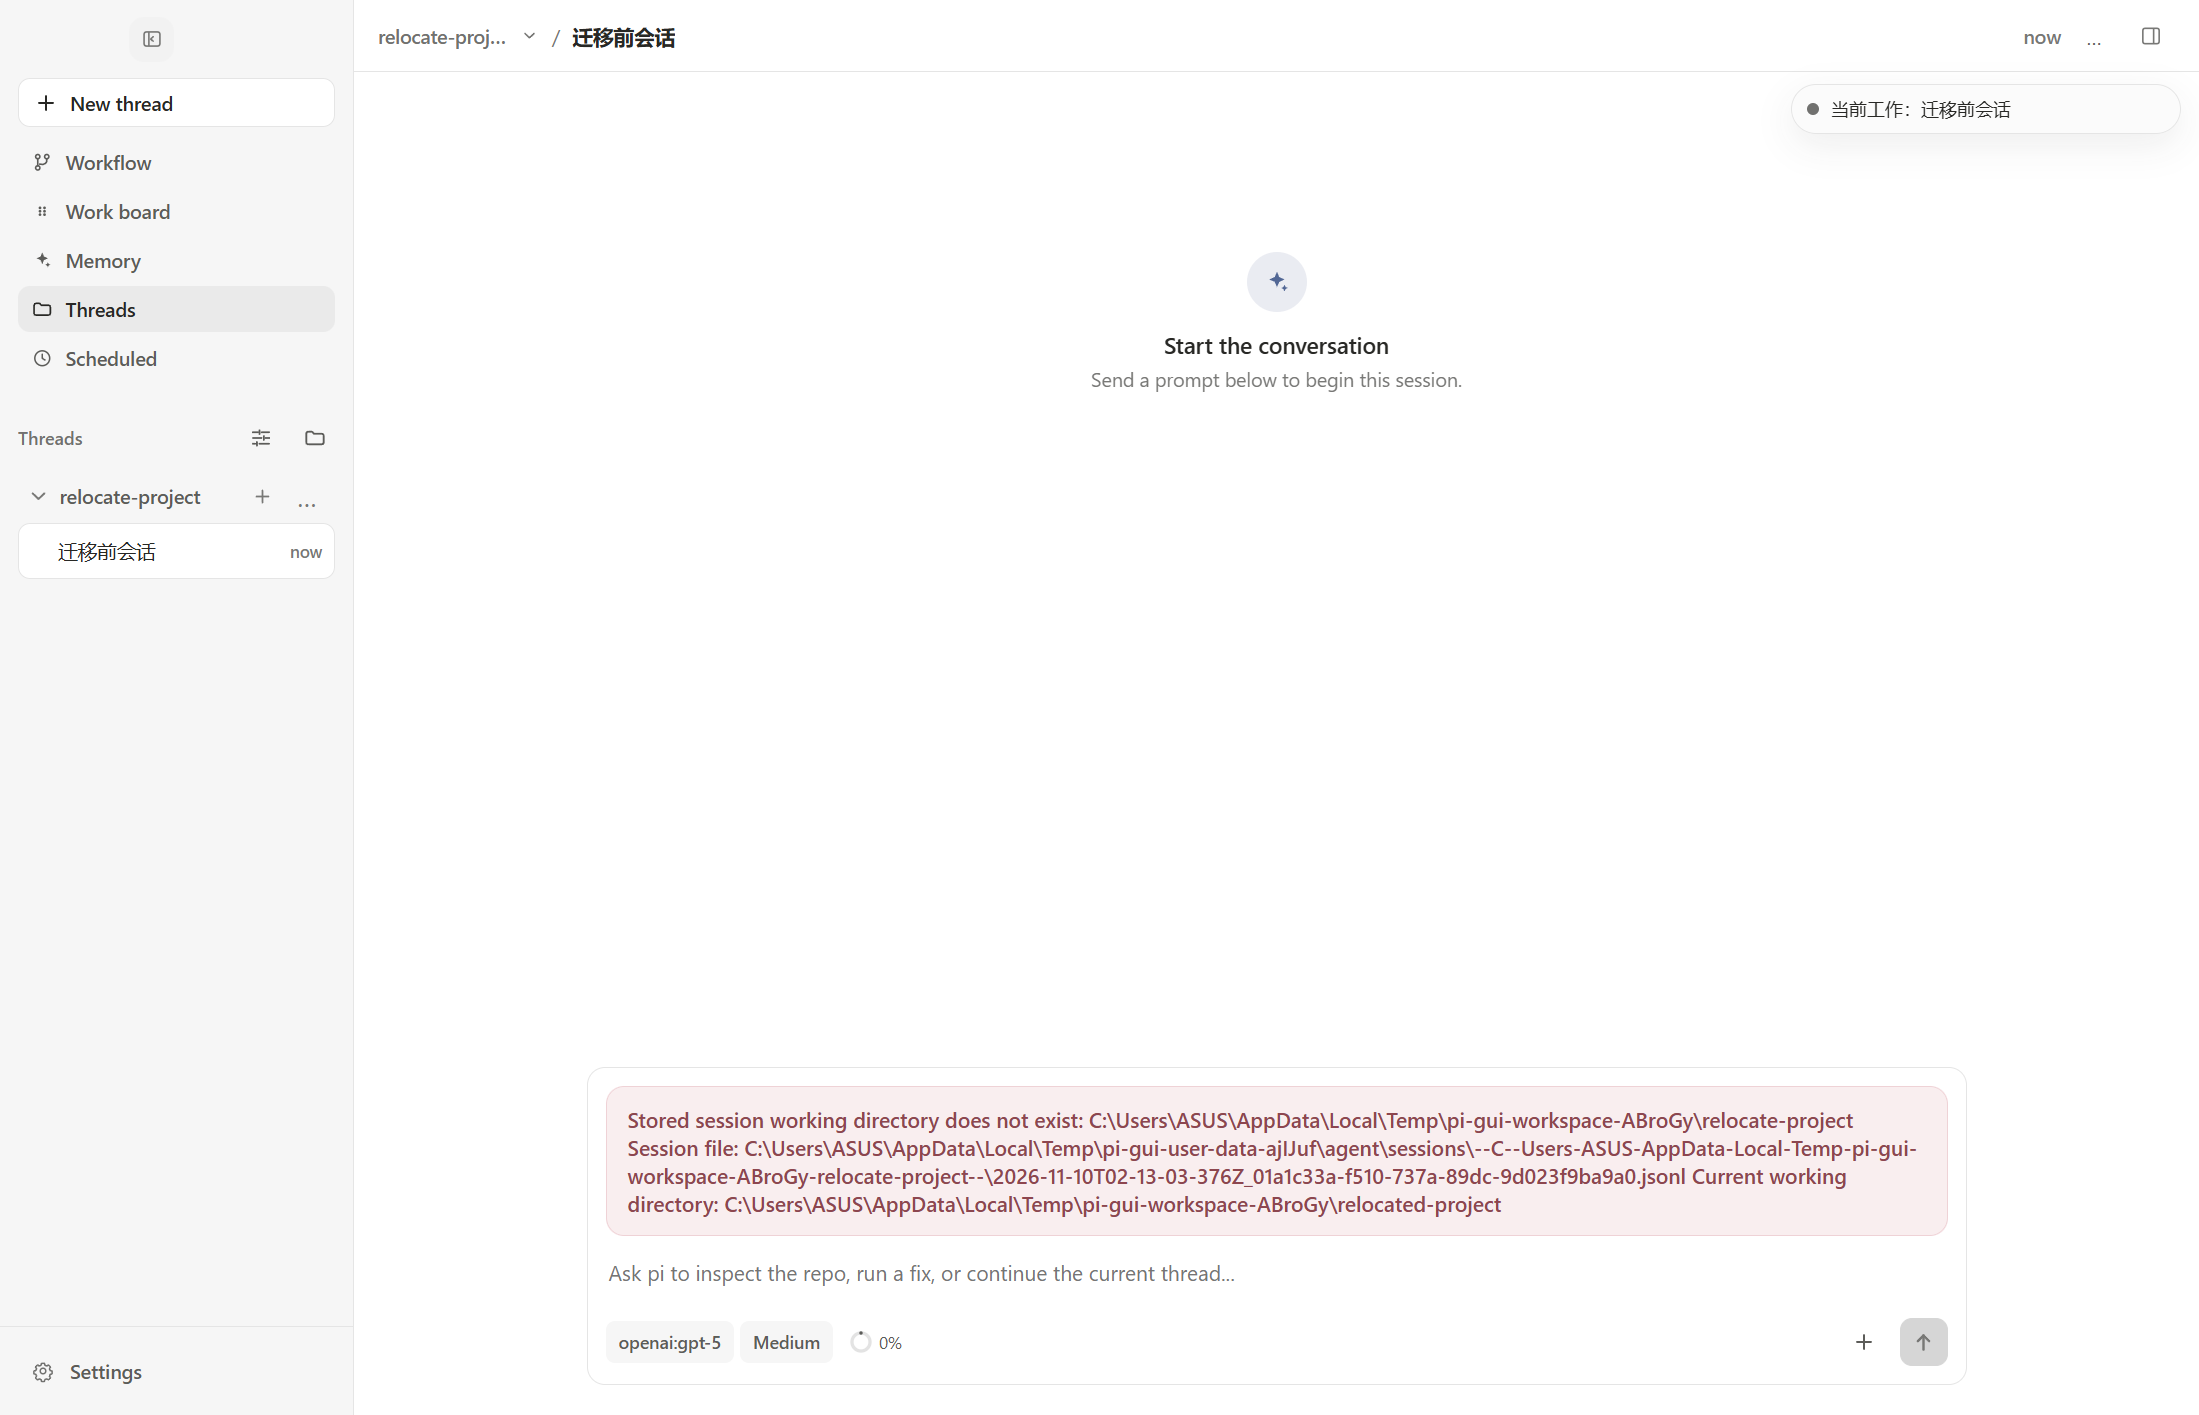 New thread
Workflow
Work board
Memory
Threads
Scheduled
Threads
relocate-project
...
迁移前会话 now
Settings
relocate-proj... / 迁移前会话
now ...
当前工作：迁移前会话
Start the conversation
Send a prompt below to begin this session.
Stored session working directory does not exist: C:\Users\ASUS\AppData\Local\Temp\pi-gui-workspace-ABroGy\relocate-project
Session file: C:\Users\ASUS\AppData\Local\Temp\pi-gui-user-data-ajlJuf\agent\sessions\--C--Users-ASUS-AppData-Local-Temp-pi-gui-
workspace-ABroGy-relocate-project--\2026-11-10T02-13-03-376Z_01a1c33a-f510-737a-89dc-9d023f9ba9a0.jsonl Current working
directory: C:\Users\ASUS\AppData\Local\Temp\pi-gui-workspace-ABroGy\relocated-project
Ask pi to inspect the repo, run a fix, or continue the current thread...
openai:gpt-5 Medium 0%